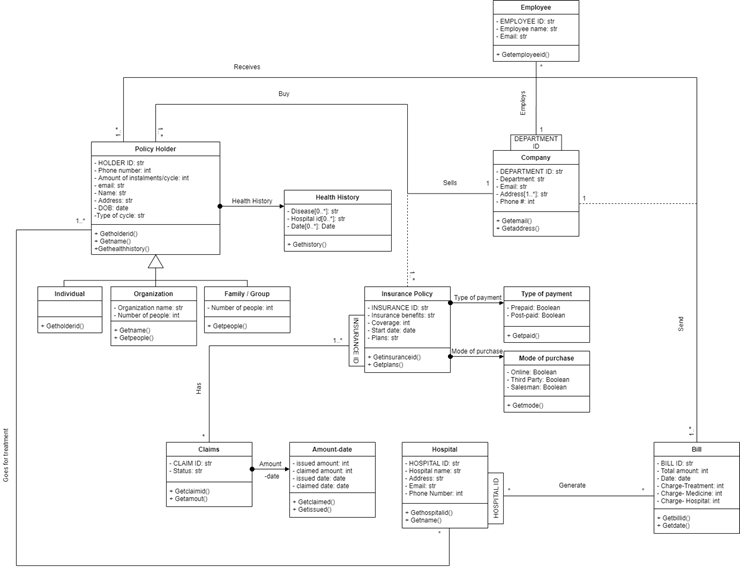 Employee
- EMPLOYEE ID: str
- Employee name: str
- Email: str
+ Getemployeeid()
Receives
*
Buy
Employs
1..*
1..*
1
DEPARTMENT
ID
Policy Holder
- HOLDER ID: str
- Phone number: int
- Amount of instalments/cycle: int
- email: str
- Name: str
- Address: str
- DOB: date
-Type of cycle: str
+ Getholderid()
+ Getname()
+Gethealthhistory()
1..*
Company
- DEPARTMENT ID: str
- Department: str
- Email: str
- Address[1..*]: str
- Phone #: int
+ Getemail()
+ Getaddress()
Sells
1
1
Health History
Health History
- Disease[0..*]: str
- Hospital id[0..*]: str
- Date[0..*]: Date
+ Gethistory()
1..*
Individual
+ Getholderid()
Organization
- Organization name: str
- Number of people: int
+ Getname()
+ Getpeople()
Family / Group
- Number of people: int
+ Getpeople()
Insurance Policy
- INSURANCE ID: str
- Insurance benefits: str
- Coverage: int
- Start date: date
- Plans: str
+ Getinsuranceid()
+ Getplans()
INSURANCE ID
1..*
Type of payment
Type of payment
- Prepaid: Boolean
- Post-paid: Boolean
+ Getpaid()
Mode of purchase
Mode of purchase
- Online: Boolean
- Third Party: Boolean
- Salesman: Boolean
+ Getmode()
Send
Has
Goes for treatment
*
1..*
Claims
- CLAIM ID: str
- Status: str
+ Getclaimid()
+ Getamout()
Amount
-date
Amount-date
- issued amount: int
- claimed amount: int
- issued date: date
- claimed date: date
+ Getclaimed()
+ Getissued()
Hospital
- HOSPITAL ID: str
- Hospital name: str
- Address: str
- Email: str
- Phone Number: int
+ Gethospitalid()
+ Getname()
HOSPITAL ID
*
Generate
*
*
Bill
- BILL ID: str
- Total amount: int
- Date: date
- Charge-Treatment: int
- Charge- Medicine: int
- Charge- Hospital: int
+ Getbillid()
+ Getdate()